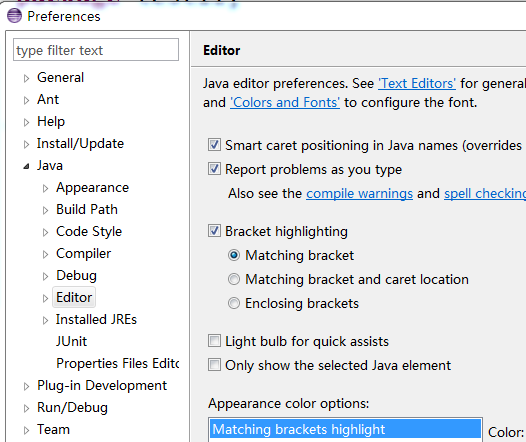 Preferences
type filter text
General
Ant
Help
Install/Update
Java
Appearance
Build Path
Code Style
Compiler
Debug
Editor
Installed JREs
JUnit
Properties Files Edito
Plug-in Development
Run/Debug
Team
Editor
Java editor preferences. See 'Text Editors' for general
and 'Colors and Fonts' to configure the font.
Smart caret positioning in Java names (overrides
Report problems as you type
Also see the compile warnings and spell checking
Bracket highlighting
Matching bracket
Matching bracket and caret location
Enclosing brackets
Light bulb for quick assists
Only show the selected Java element
Appearance color options:
Matching brackets highlight
Color: